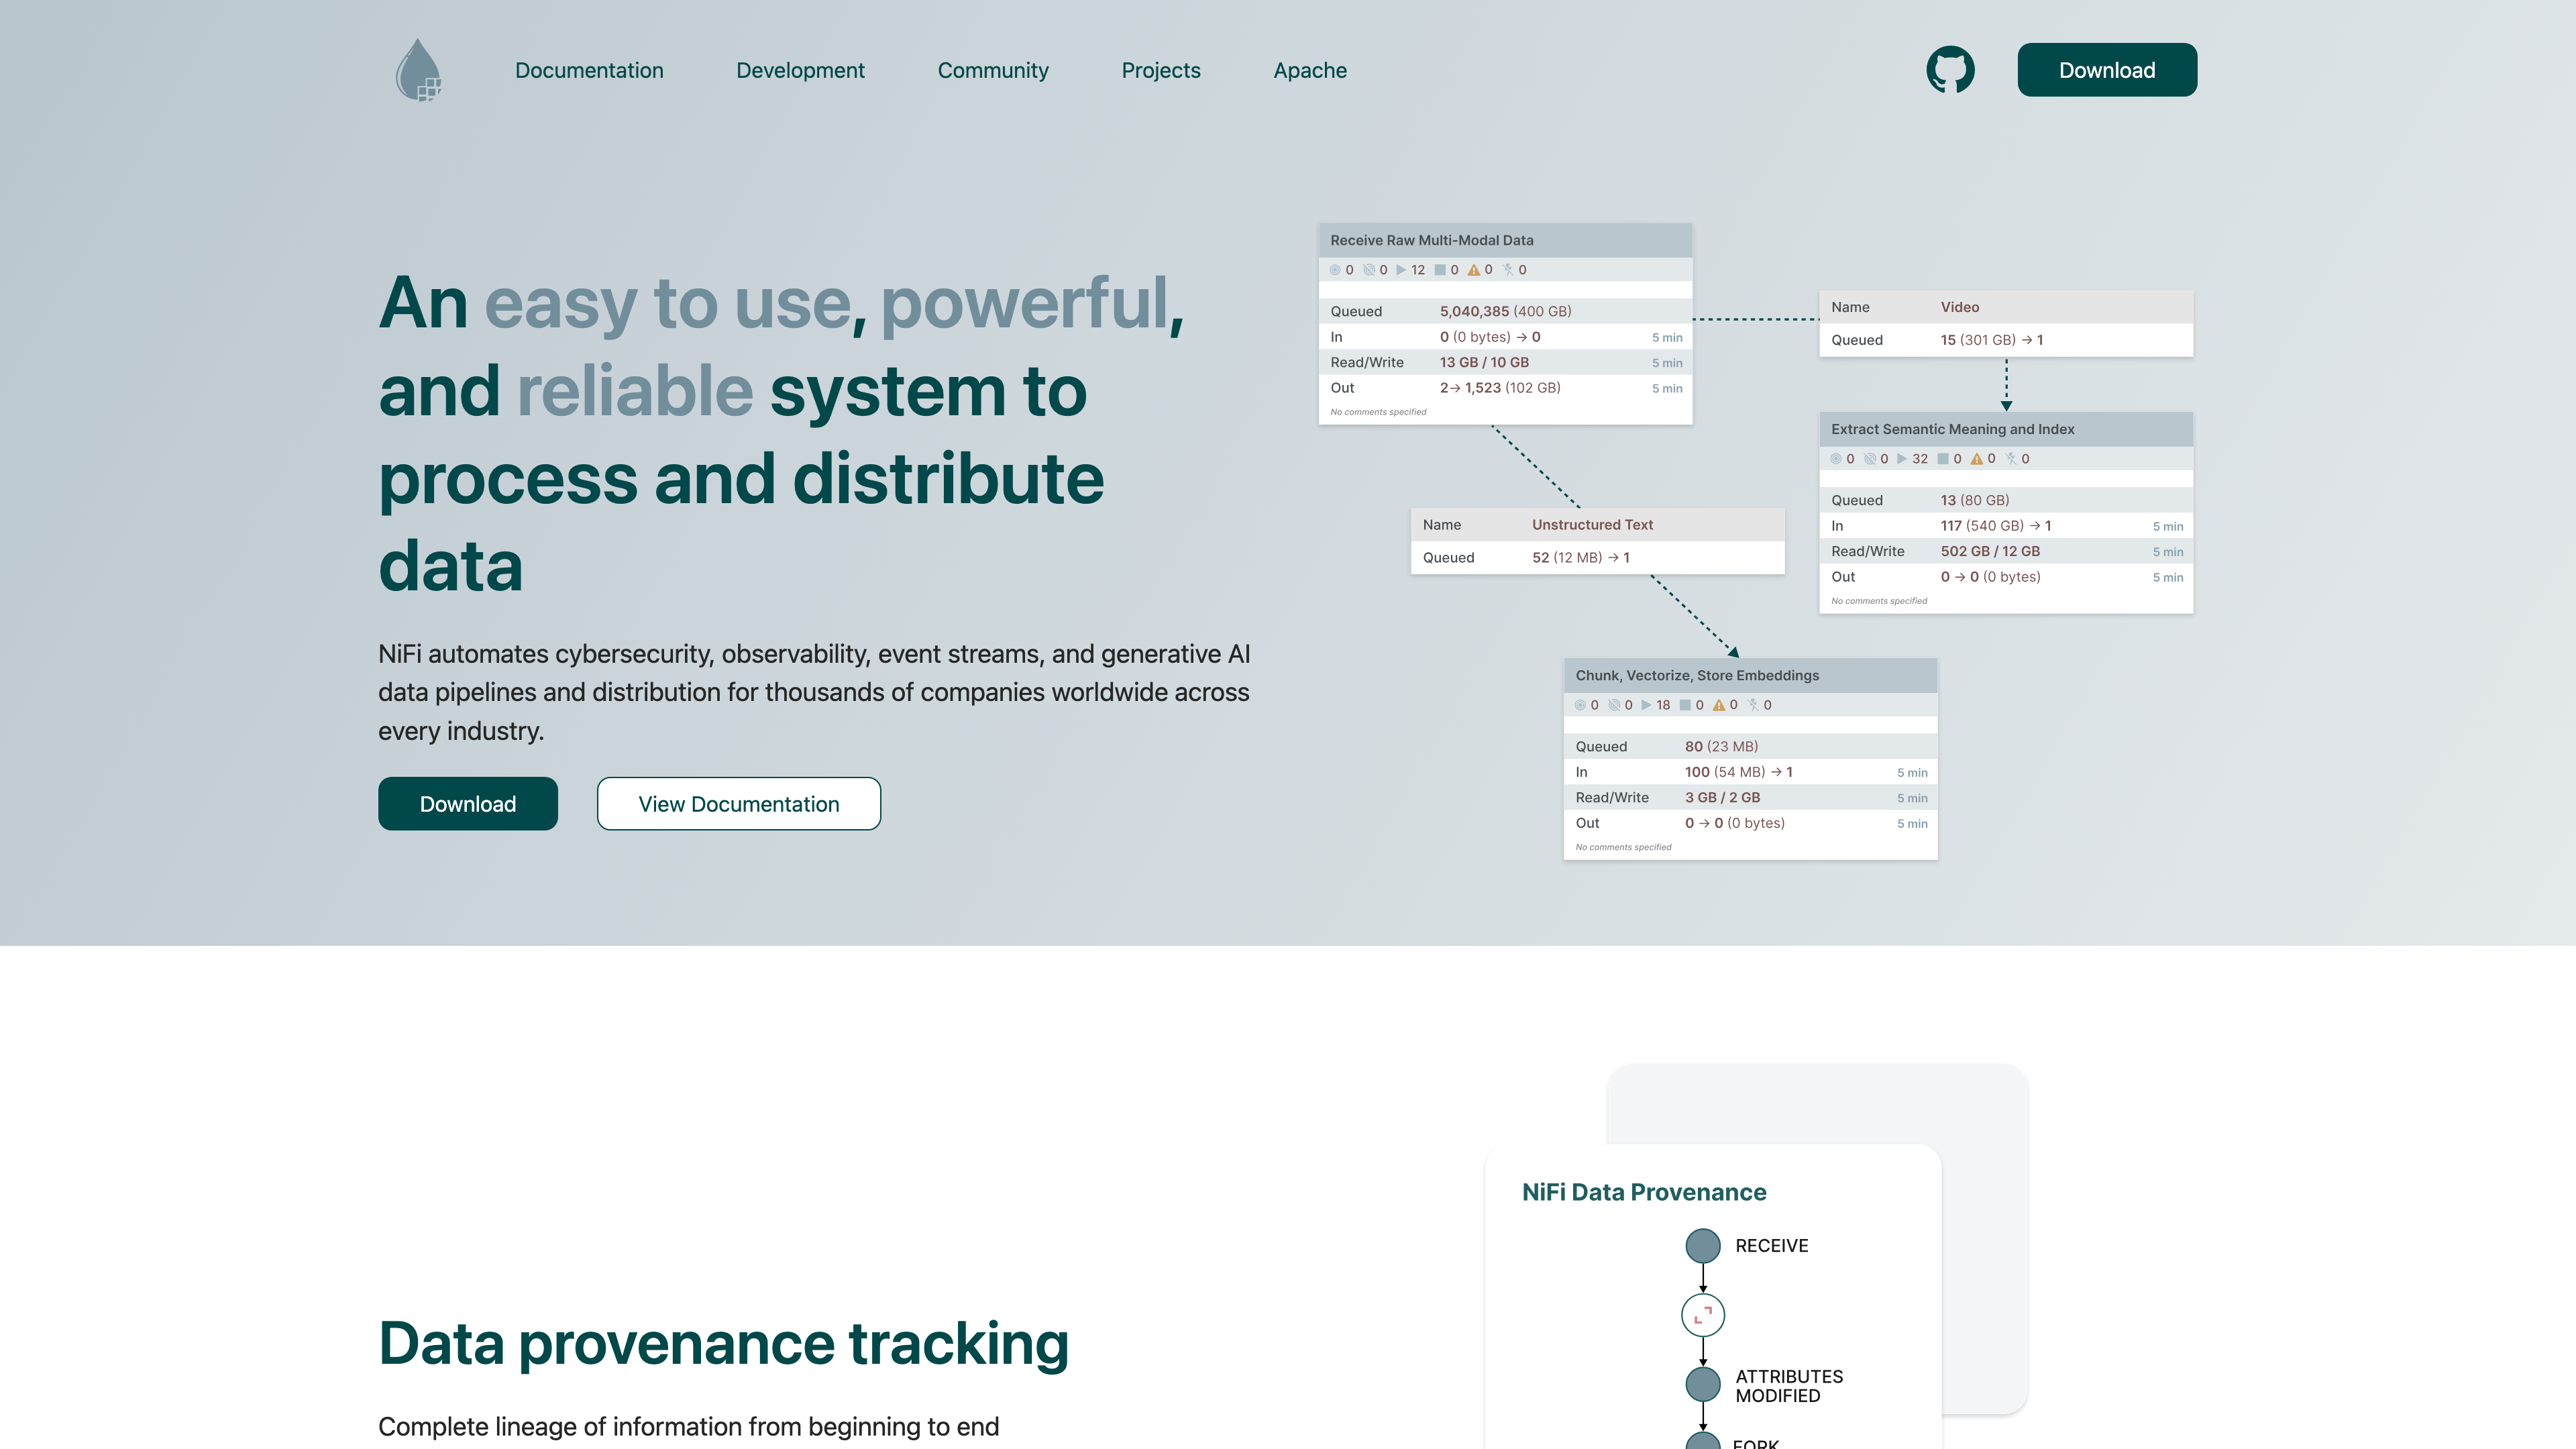 Documentation
Development
Community
Projects
Apache
Download
An easy to use, powerful,
and reliable system to
process and distribute
data
NiFi automates cybersecurity, observability, event streams, and generative AI
data pipelines and distribution for thousands of companies worldwide across
every industry.
Download
View Documentation
Receive Raw Multi-Modal Data
0 0 12 0 0 0
Queued 5,040,385 (400 GB)
In 0 (0 bytes) → 0 5 min
Read/Write 13 GB / 10 GB 5 min
Out 2→ 1,523 (102 GB) 5 min
No comments specified
Name Video
Queued 15 (301 GB) → 1
Extract Semantic Meaning and Index
0 0 32 0 0 0
Queued 13 (80 GB)
In 117 (540 GB) → 1 5 min
Read/Write 502 GB / 12 GB 5 min
Out 0 → 0 (0 bytes) 5 min
No comments specified
Name Unstructured Text
Queued 52 (12 MB) → 1
Chunk, Vectorize, Store Embeddings
0 0 18 0 0 0
Queued 80 (23 MB)
In 100 (54 MB) → 1 5 min
Read/Write 3 GB / 2 GB 5 min
Out 0 → 0 (0 bytes) 5 min
No comments specified
Data provenance tracking
Complete lineage of information from beginning to end
NiFi Data Provenance
RECEIVE
ATTRIBUTES
MODIFIED
FORK